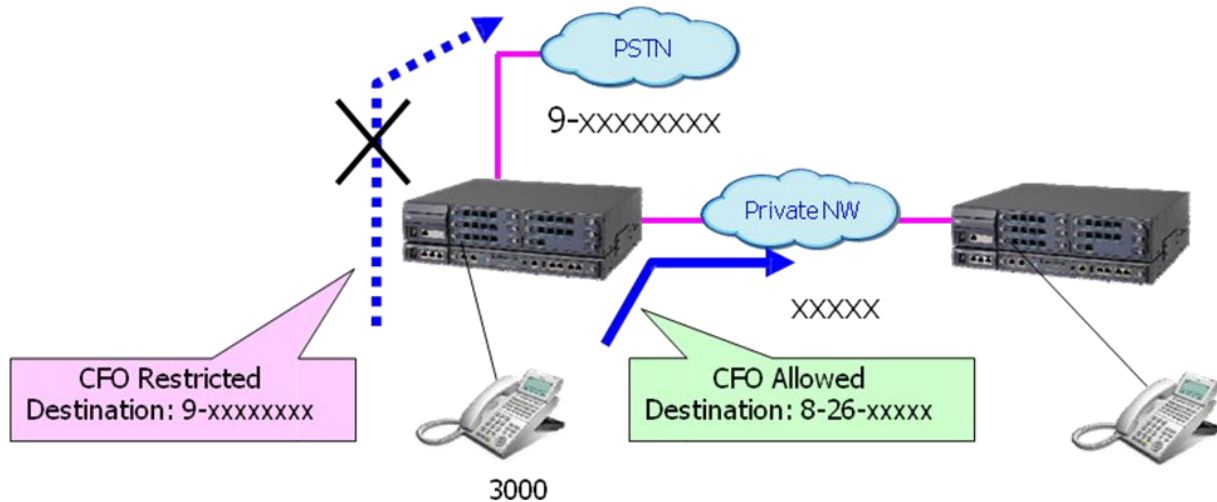 PSTN
9-xxxxxxxx
Private NW
xxxxx
CFO Restricted
Destination: 9-xxxxxxxx
CFO Allowed
Destination: 8-26-xxxxx
3000